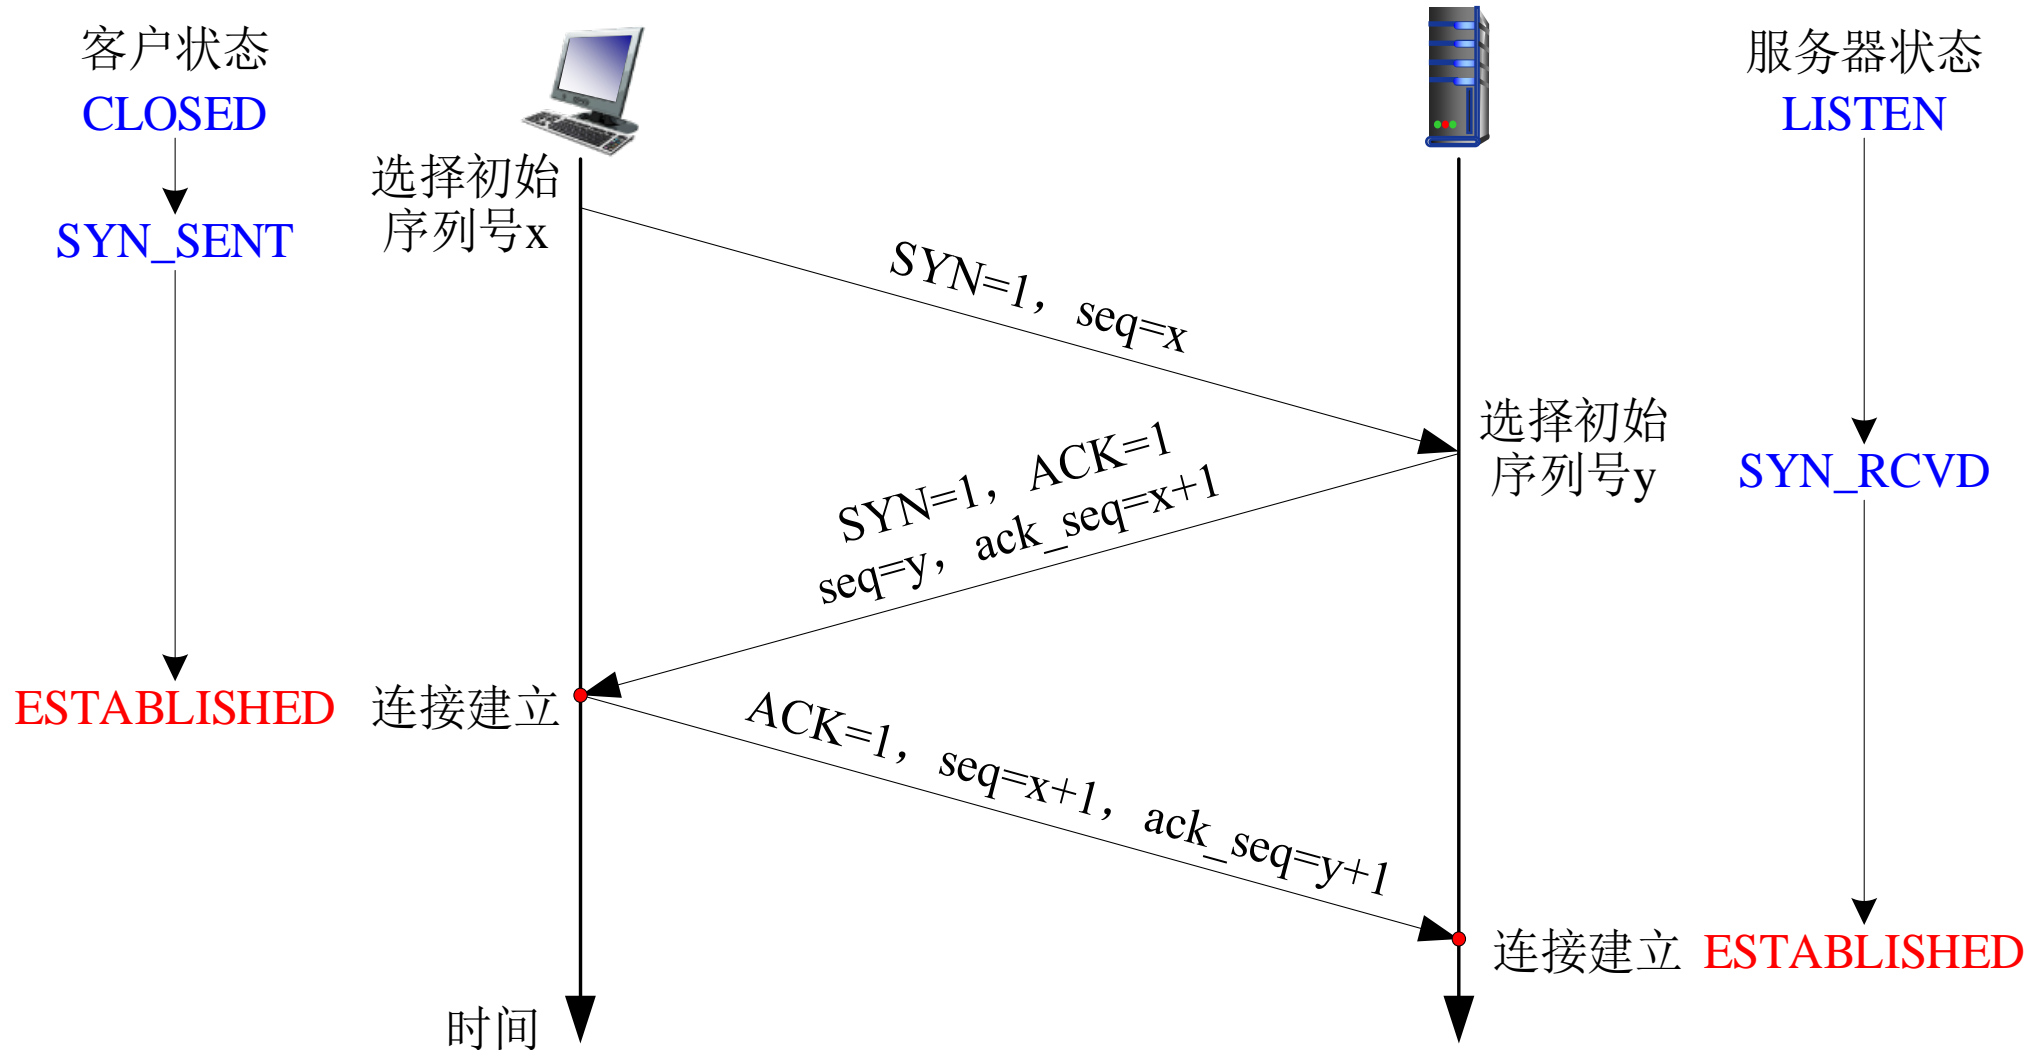 客户状态
CLOSED
SYN_SENT
ESTABLISHED
选择初始
序列号x
SYN=1，seq=x
选择初始
序列号y
SYN=1，ACK=1
seq=y，ack_seq=x+1
连接建立
ACK=1，seq=x+1，ack_seq=y+1
连接建立
时间
服务器状态
LISTEN
SYN_RCVD
ESTABLISHED